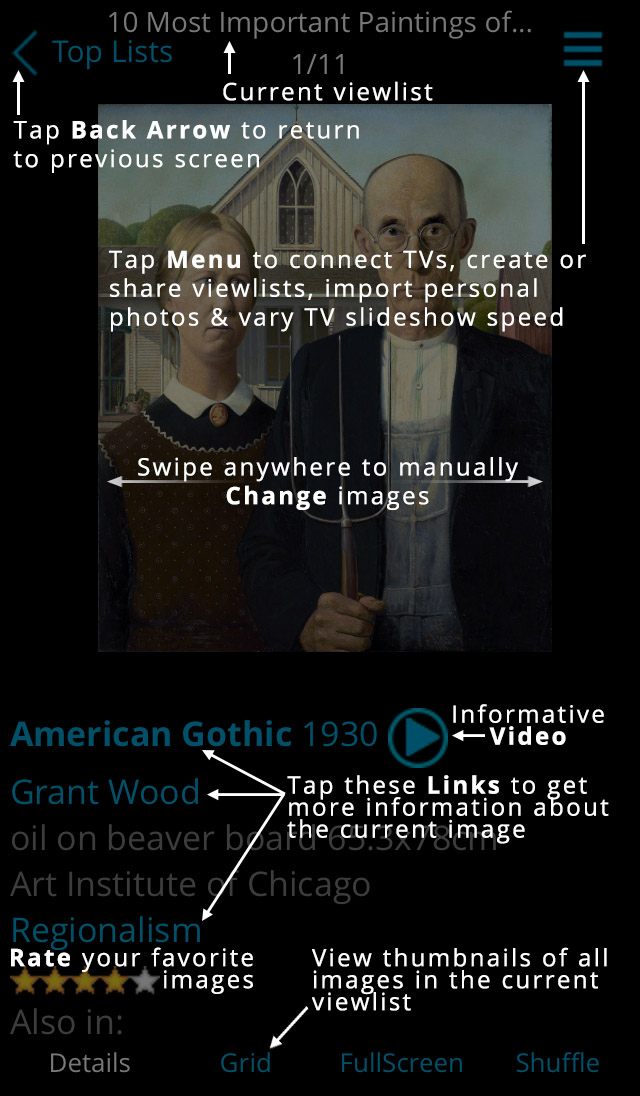 10 Most Important Paintings of...
Top Lists
1/11
Current viewlist
Tap Back Arrow to return
to previous screen
Tap Menu to connect TVs, create or
share viewlists, import personal
photos & vary TV slideshow speed
Swipe anywhere to manually
Change images
American Gothic 1930
Informative
Video
Grant Wood
Tap these Links to get
more information about
the current image
oil on beaver board 65.3x78cm
Art Institute of Chicago
Regionalism
Rate your favorite
images
View thumbnails of all
images in the current
viewlist
Also in:
Details Grid FullScreen Shuffle